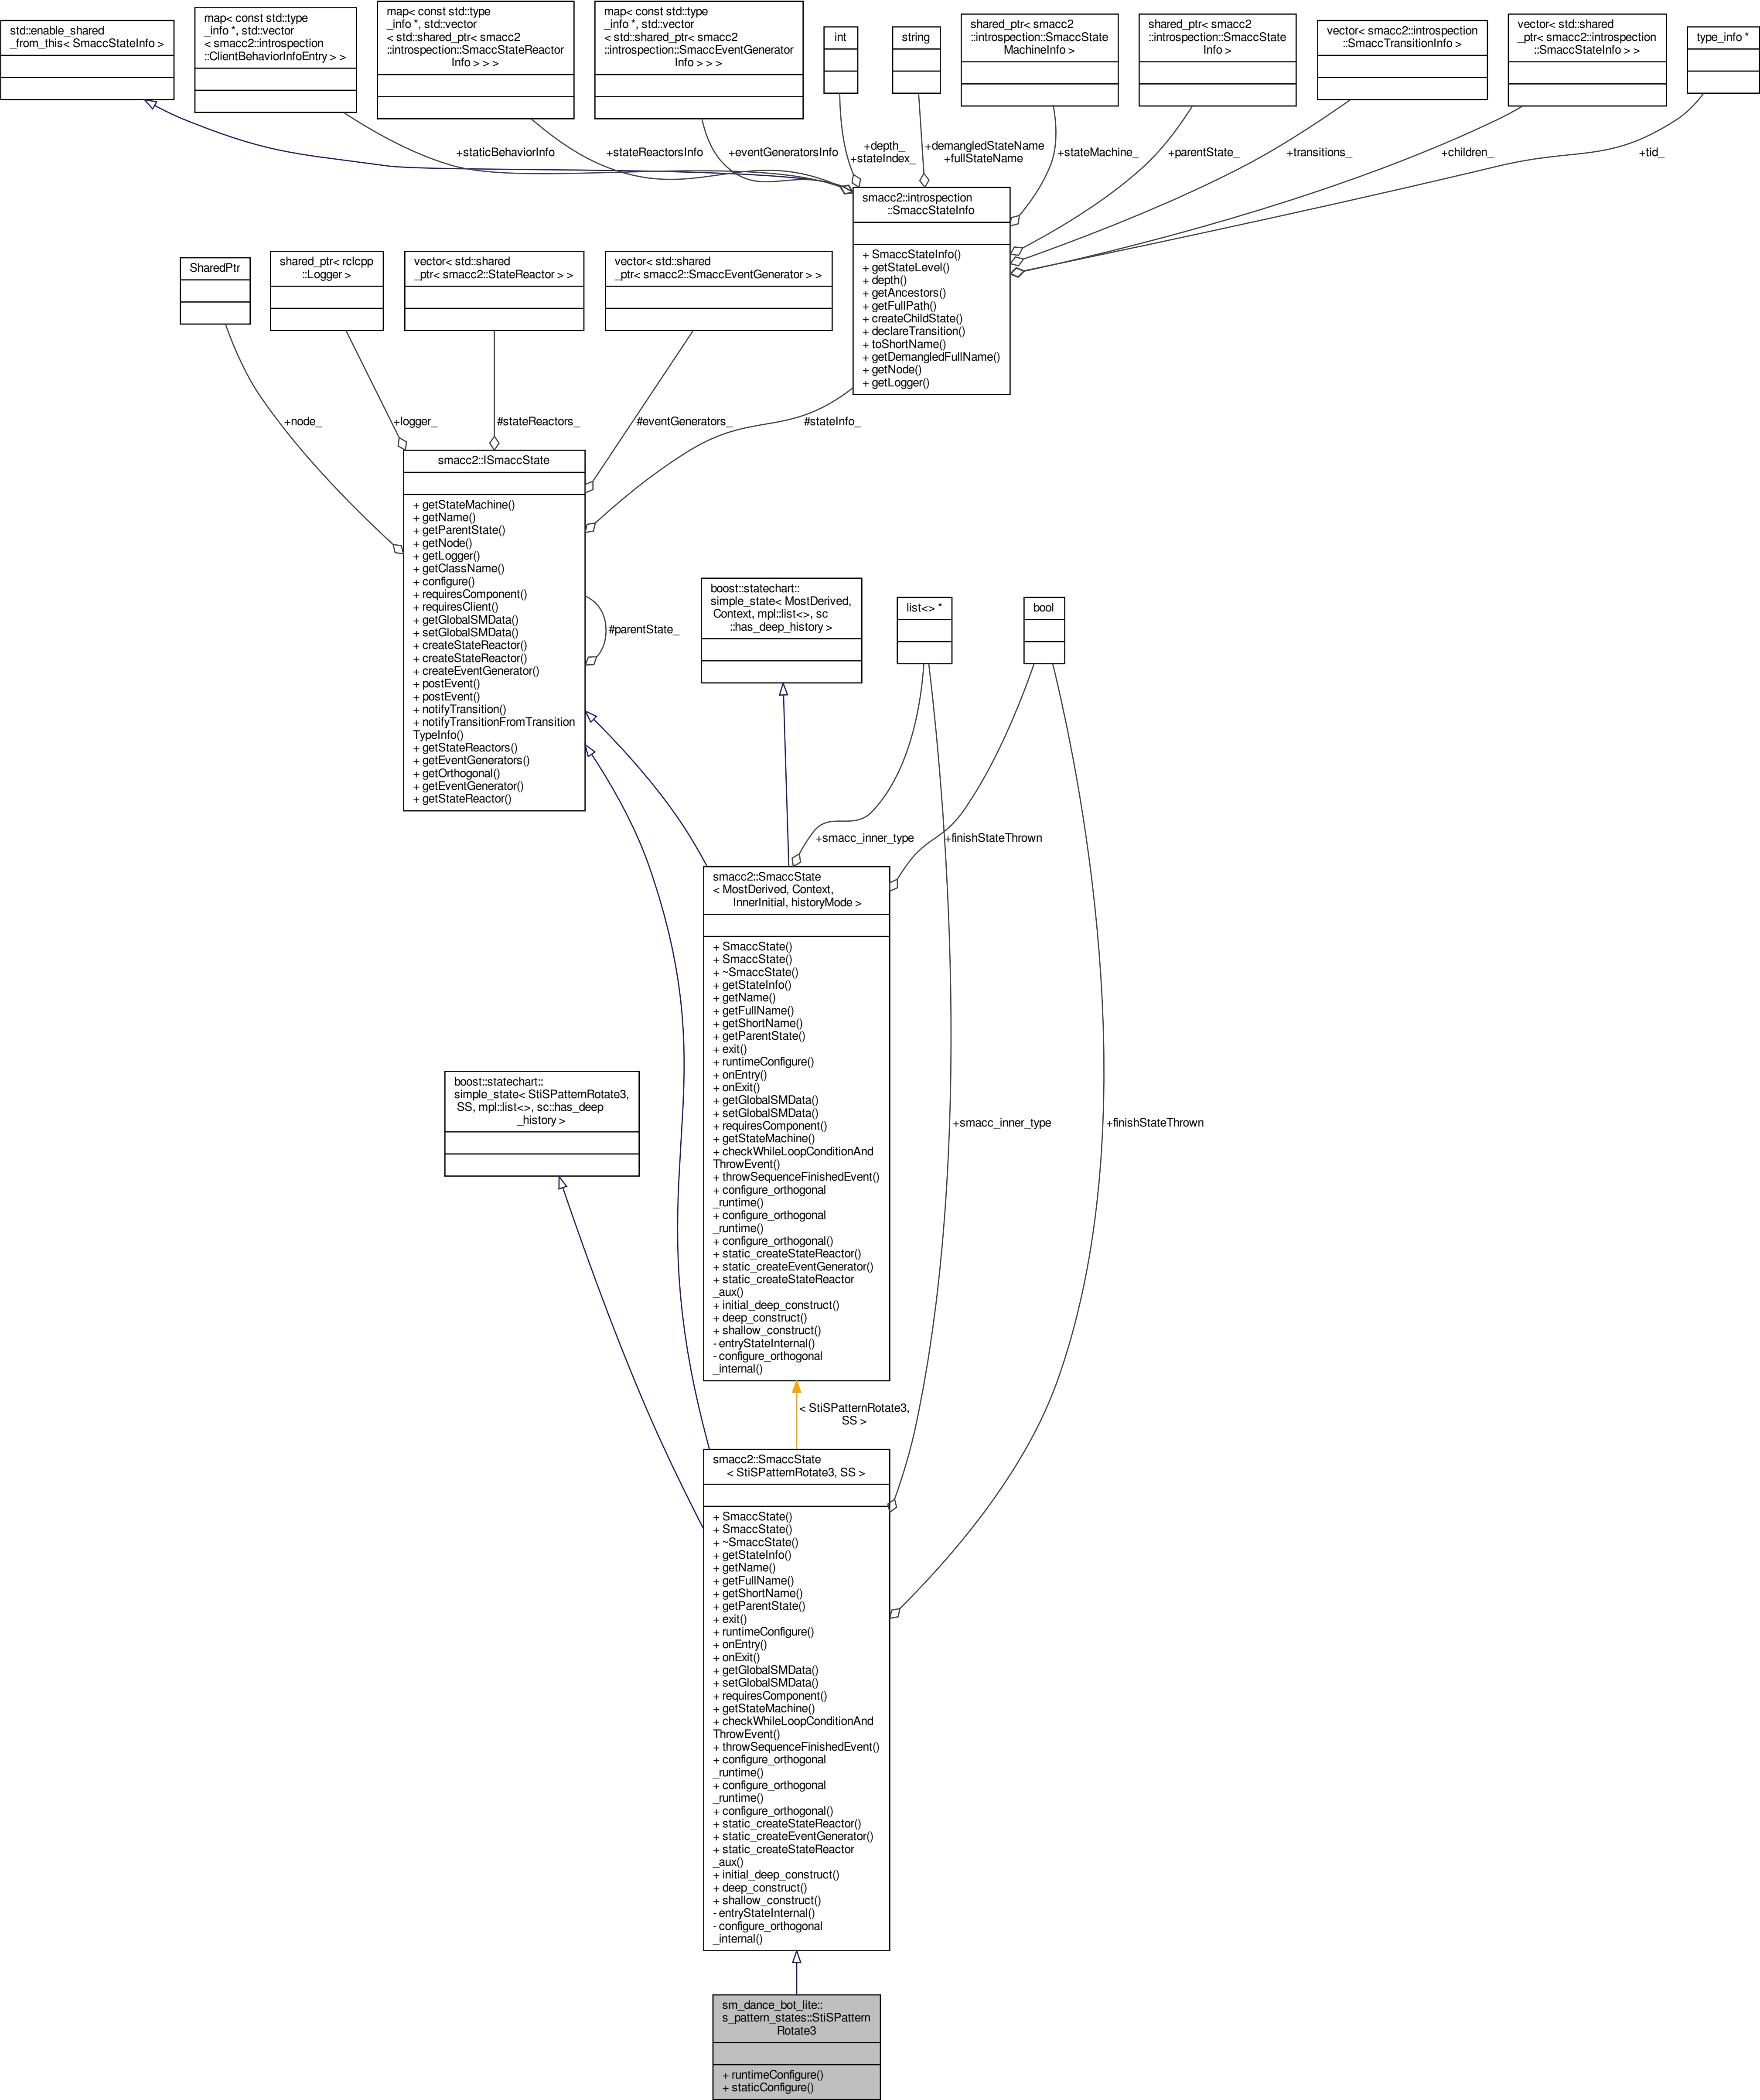 std::enable_shared
_from_this< SmaccStateInfo >
map< const std::type
_info *, std::vector
< smacc2::introspection
::ClientBehaviorInfoEntry > >
map< const std::type
_info *, std::vector
< std::shared_ptr< smacc2
::introspection::SmaccStateReactor
Info > > >
map< const std::type
_info *, std::vector
< std::shared_ptr< smacc2
::introspection::SmaccEventGenerator
Info > > >
int
string
shared_ptr< smacc2
::introspection::SmaccState
MachineInfo >
shared_ptr< smacc2
::introspection::SmaccState
Info >
vector< smacc2::introspection
::SmaccTransitionInfo >
vector< std::shared
_ptr< smacc2::introspection
::SmaccStateInfo > >
type_info *
+staticBehaviorInfo
+stateReactorsInfo
+eventGeneratorsInfo
+depth_
+stateIndex_
+demangledStateName
+fullStateName
+stateMachine_
+parentState_
+transitions_
+children_
+tid_
smacc2::introspection
::SmaccStateInfo
+ SmaccStateInfo()
+ getStateLevel()
+ depth()
+ getAncestors()
+ getFullPath()
+ createChildState()
+ declareTransition()
+ toShortName()
+ getDemangledFullName()
+ getNode()
+ getLogger()
SharedPtr
shared_ptr< rclcpp
::Logger >
vector< std::shared
_ptr< smacc2::StateReactor > >
vector< std::shared
_ptr< smacc2::SmaccEventGenerator > >
+node_
+logger_
#stateReactors_
#eventGenerators_
#stateInfo_
smacc2::ISmaccState
+ getStateMachine()
+ getName()
+ getParentState()
+ getNode()
+ getLogger()
+ getClassName()
+ configure()
+ requiresComponent()
+ requiresClient()
+ getGlobalSMData()
+ setGlobalSMData()
+ createStateReactor()
+ createStateReactor()
+ createEventGenerator()
+ postEvent()
+ postEvent()
+ notifyTransition()
+ notifyTransitionFromTransition
TypeInfo()
+ getStateReactors()
+ getEventGenerators()
+ getOrthogonal()
+ getEventGenerator()
+ getStateReactor()
#parentState_
boost::statechart::
simple_state< MostDerived,
Context, mpl::list<>, sc
::has_deep_history >
list<> *
bool
+smacc_inner_type
+finishStateThrown
smacc2::SmaccState
< MostDerived, Context,
InnerInitial, historyMode >
+ SmaccState()
+ SmaccState()
+ ~SmaccState()
+ getStateInfo()
+ getName()
+ getFullName()
+ getShortName()
+ getParentState()
+ exit()
+ runtimeConfigure()
+ onEntry()
+ onExit()
+ getGlobalSMData()
+ setGlobalSMData()
+ requiresComponent()
+ getStateMachine()
+ checkWhileLoopConditionAnd
ThrowEvent()
+ throwSequenceFinishedEvent()
+ configure_orthogonal
_runtime()
+ configure_orthogonal
_runtime()
+ configure_orthogonal()
+ static_createStateReactor()
+ static_createEventGenerator()
+ static_createStateReactor
_aux()
+ initial_deep_construct()
+ deep_construct()
+ shallow_construct()
- entryStateInternal()
- configure_orthogonal
_internal()
boost::statechart::
simple_state< StiSPatternRotate3,
SS, mpl::list<>, sc::has_deep
_history >
+smacc_inner_type
+finishStateThrown
< StiSPatternRotate3,
SS >
smacc2::SmaccState
< StiSPatternRotate3, SS >
+ SmaccState()
+ SmaccState()
+ ~SmaccState()
+ getStateInfo()
+ getName()
+ getFullName()
+ getShortName()
+ getParentState()
+ exit()
+ runtimeConfigure()
+ onEntry()
+ onExit()
+ getGlobalSMData()
+ setGlobalSMData()
+ requiresComponent()
+ getStateMachine()
+ checkWhileLoopConditionAnd
ThrowEvent()
+ throwSequenceFinishedEvent()
+ configure_orthogonal
_runtime()
+ configure_orthogonal
_runtime()
+ configure_orthogonal()
+ static_createStateReactor()
+ static_createEventGenerator()
+ static_createStateReactor
_aux()
+ initial_deep_construct()
+ deep_construct()
+ shallow_construct()
- entryStateInternal()
- configure_orthogonal
_internal()
sm_dance_bot_lite::
s_pattern_states::StiSPattern
Rotate3
+ runtimeConfigure()
+ staticConfigure()